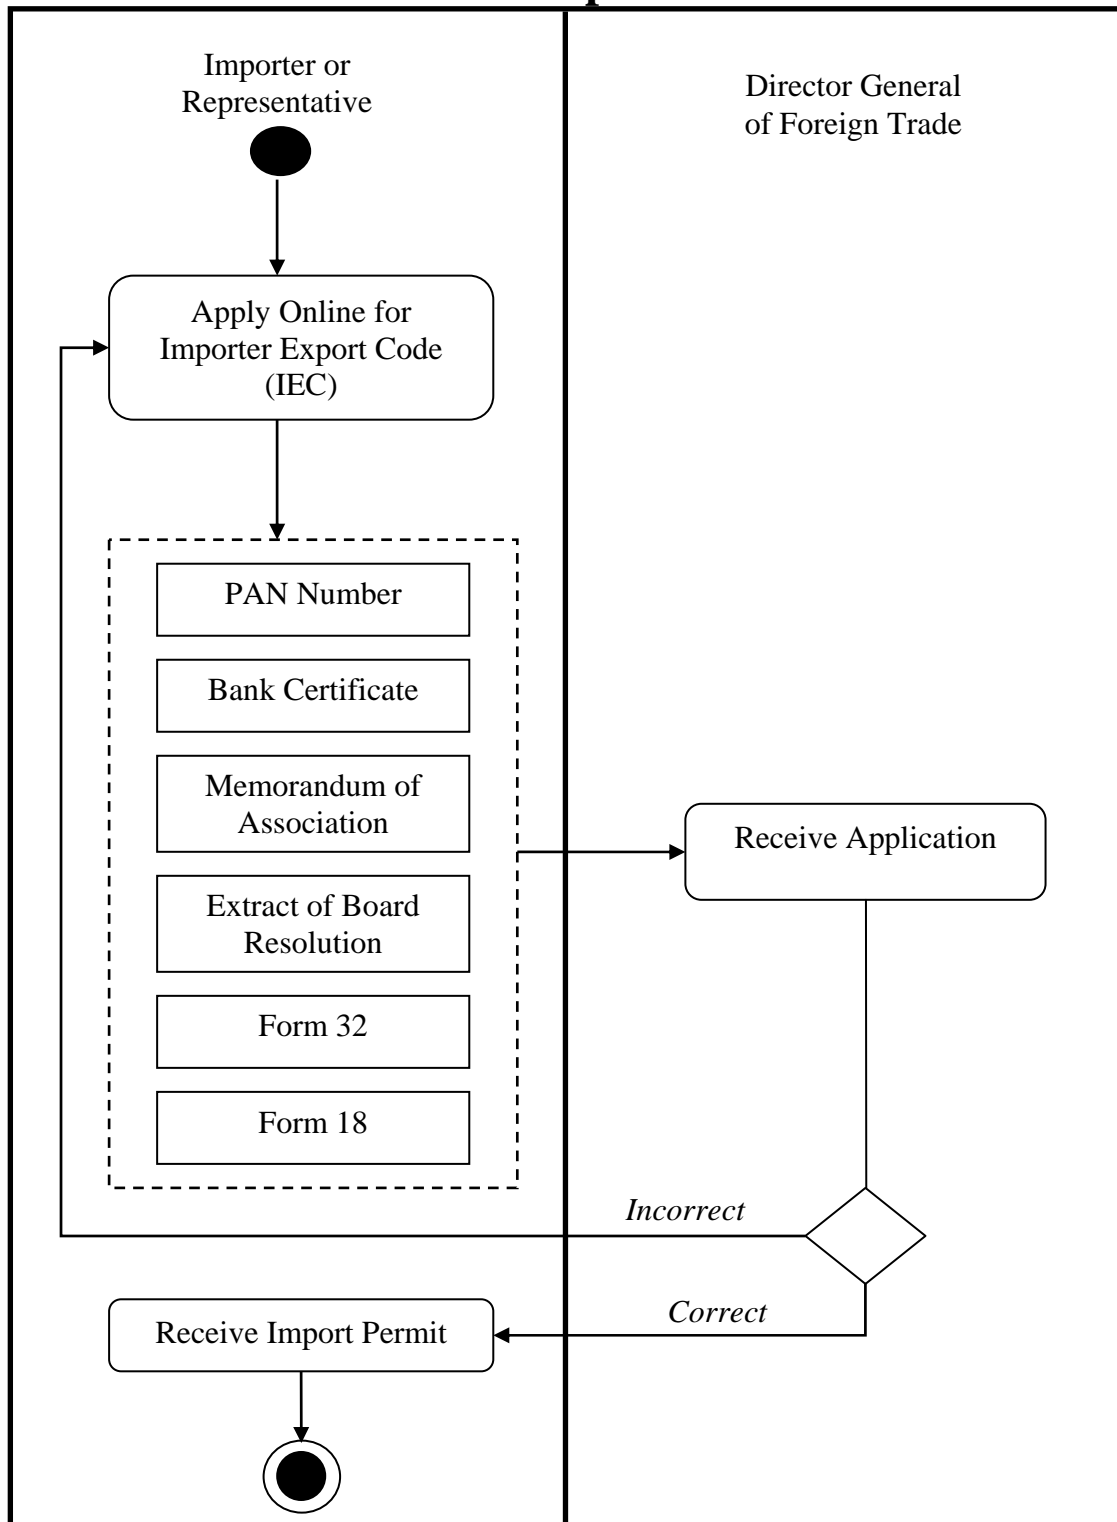 Importer or
Representative
Director General
of Foreign Trade
Apply Online for
Importer Export Code
(IEC)
PAN Number
Bank Certificate
Memorandum of
Association
Receive Application
Extract of Board
Resolution
Form 32
Form 18
Incorrect
Correct
Receive Import Permit